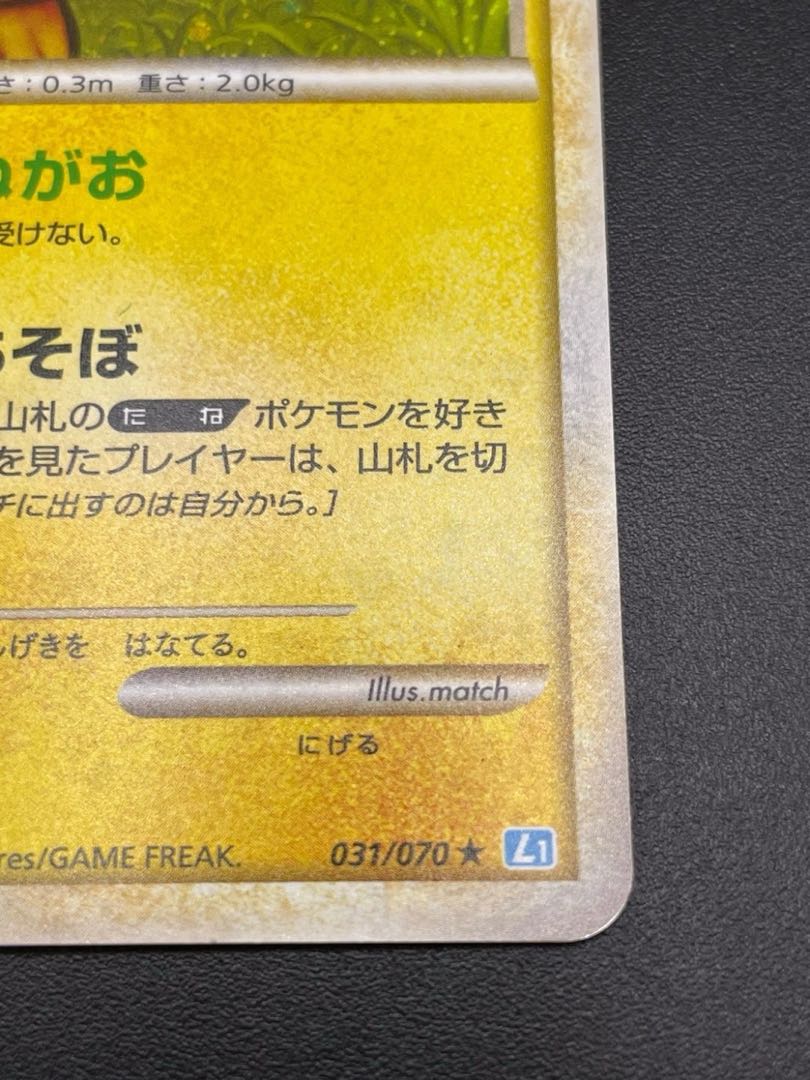 さ：0.3m 重さ：2.0kg
ねがお
受けない。
あそぼ
山札の たね ポケモンを好き
を見たプレイヤーは、山札を切
チに出すのは自分から。]
げきを はなてる。
Illus.match
にげる
res/GAME FREAK.
031/070 ★ L1